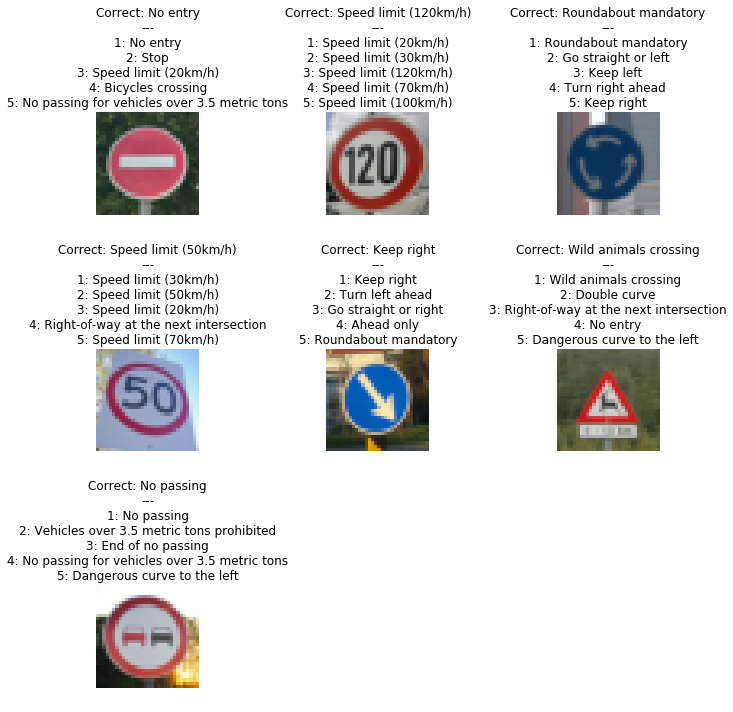 Correct: No entry
---
1: No entry
2: Stop
3: Speed limit (20km/h)
4: Bicycles crossing
5: No passing for vehicles over 3.5 metric tons
Correct: Speed limit (120km/h)
---
1: Speed limit (20km/h)
2: Speed limit (30km/h)
3: Speed limit (120km/h)
4: Speed limit (70km/h)
5: Speed limit (100km/h)
120
Correct: Roundabout mandatory
---
1: Roundabout mandatory
2: Go straight or left
3: Keep left
4: Turn right ahead
5: Keep right
Correct: Speed limit (50km/h)
---
1: Speed limit (30km/h)
2: Speed limit (50km/h)
3: Speed limit (20km/h)
4: Right-of-way at the next intersection
5: Speed limit (70km/h)
50
Correct: Keep right
---
1: Keep right
2: Turn left ahead
3: Go straight or right
4: Ahead only
5: Roundabout mandatory
Correct: Wild animals crossing
---
1: Wild animals crossing
2: Double curve
3: Right-of-way at the next intersection
4: No entry
5: Dangerous curve to the left
Correct: No passing
---
1: No passing
2: Vehicles over 3.5 metric tons prohibited
3: End of no passing
4: No passing for vehicles over 3.5 metric tons
5: Dangerous curve to the left